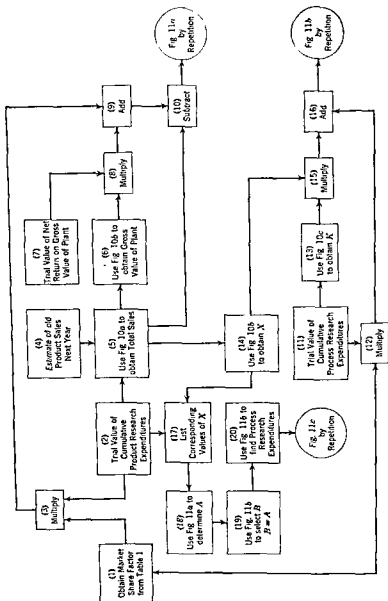 (1)
Obtain Market
Share Factor
from Table 1
(2)
Trial Value of
Cumulative
Product Research
Expenditures
(3)
Multiply
(4)
Estimate of old
Product Sales
Next Year
(5)
Use Fig 10a to
obtain Total Sales
(6)
Use Fig 10b to
obtain Gross
Value of Plant
(7)
Trial Value of Net
Return on Gross
Value of Plant
(8)
Multiply
(9)
Add
(10)
Subtract
Fig 11a
by
Repetition
(11)
Trial Value of
Cumulative
Process Research
Expenditures
(12)
Multiply
(13)
Use Fig 10c
to obtain K
(14)
Use Fig 10b
to obtain X
(15)
Multiply
(16)
Add
Fig 11b
by
Repetition
(17)
List
Corresponding
Values of X
(18)
Use Fig 11a to
determine A
(19)
Use Fig 11b
to select B
B = A
(20)
Use Fig 11b to
find Process
Research
Expenditures
Fig 11c
by
Repetition